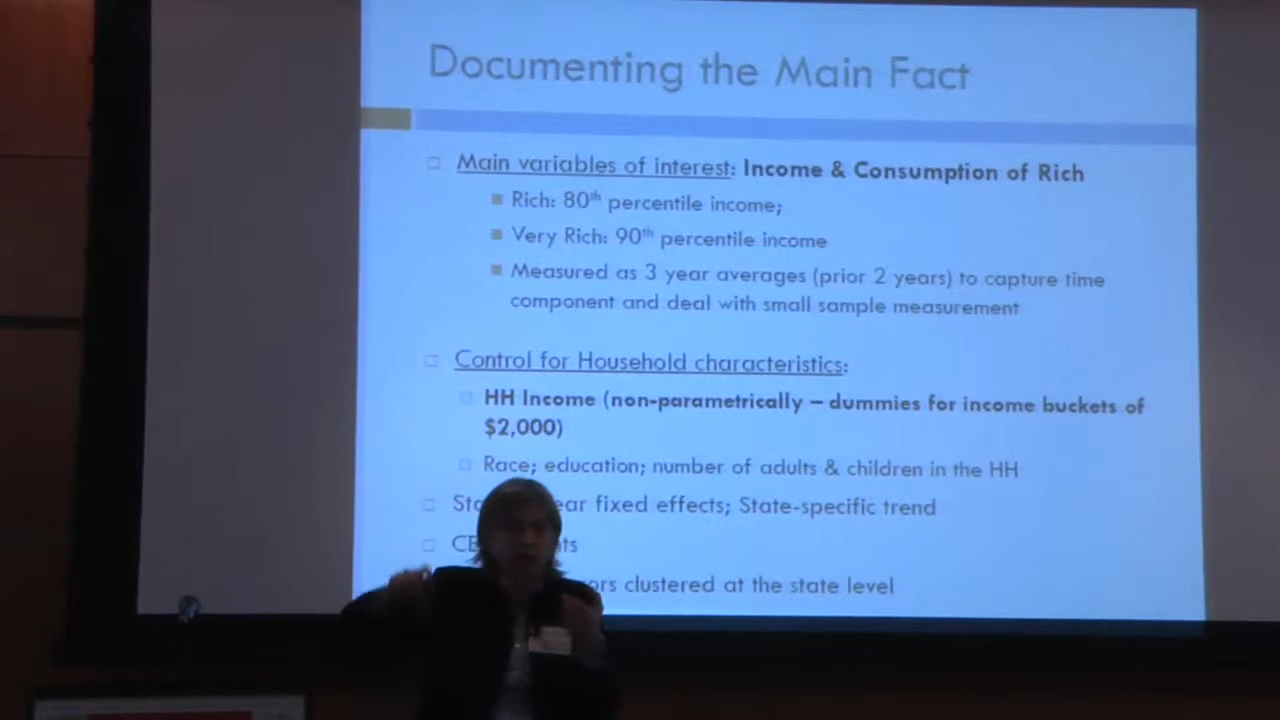 Documenting the Main Fact
Main variables of interest: Income & Consumption of Rich
Rich: 80th percentile income;
Very Rich: 90th percentile income
Measured as 3 year averages (prior 2 years) to capture time
component and deal with small sample measurement
Control for Household characteristics:
HH Income (non-parametrically – dummies for income buckets of
$2,000)
Race; education; number of adults & children in the HH
fixed effects; State-specific trend
clustered at the state level